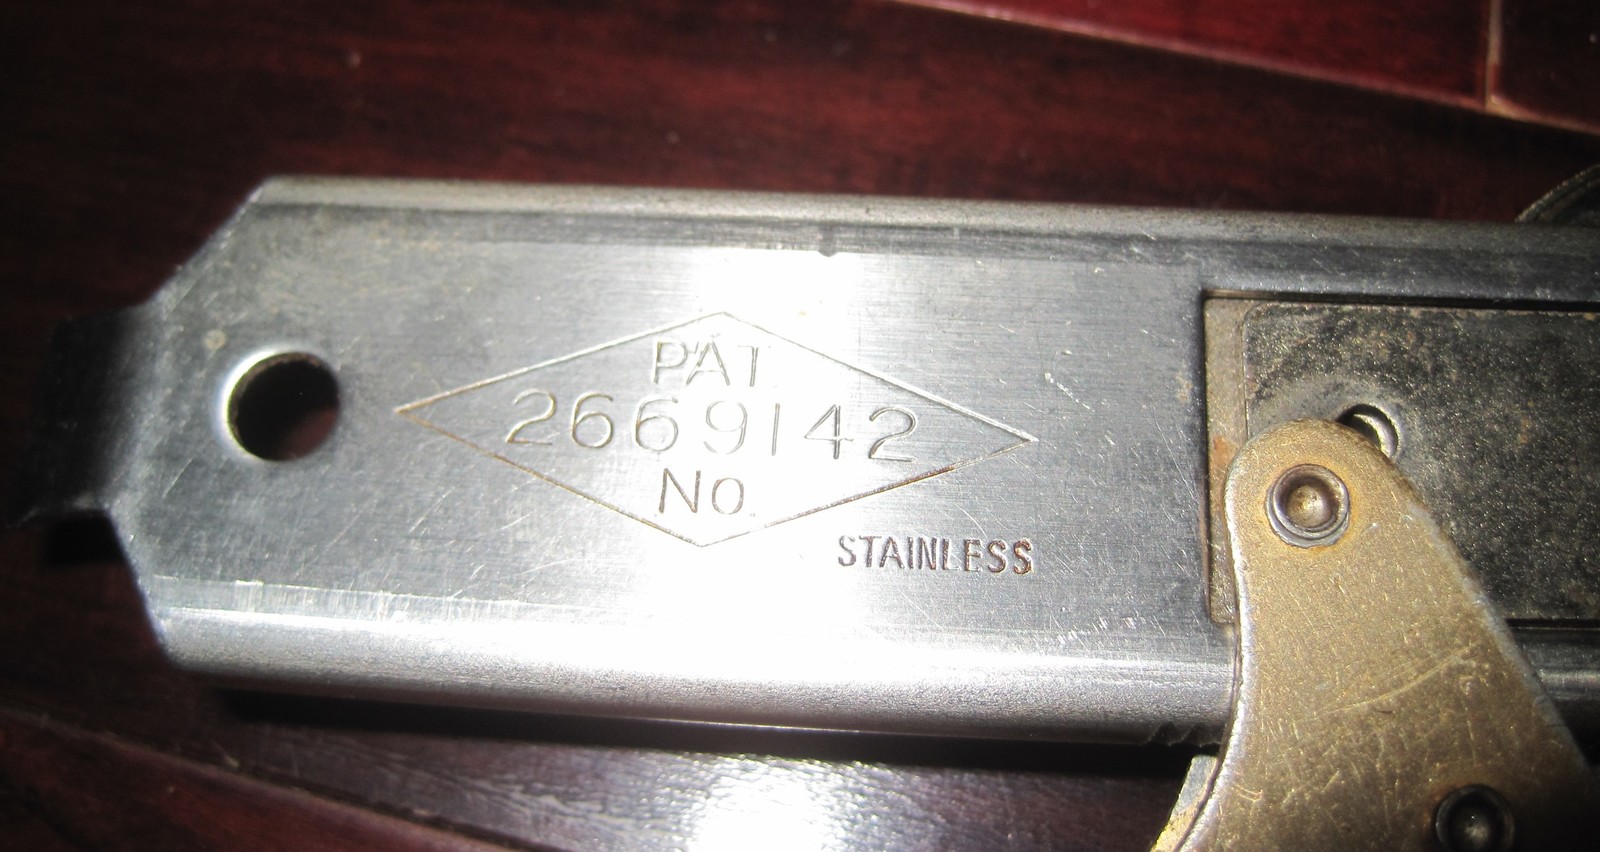 PAT.
2669142
No.
STAINLESS